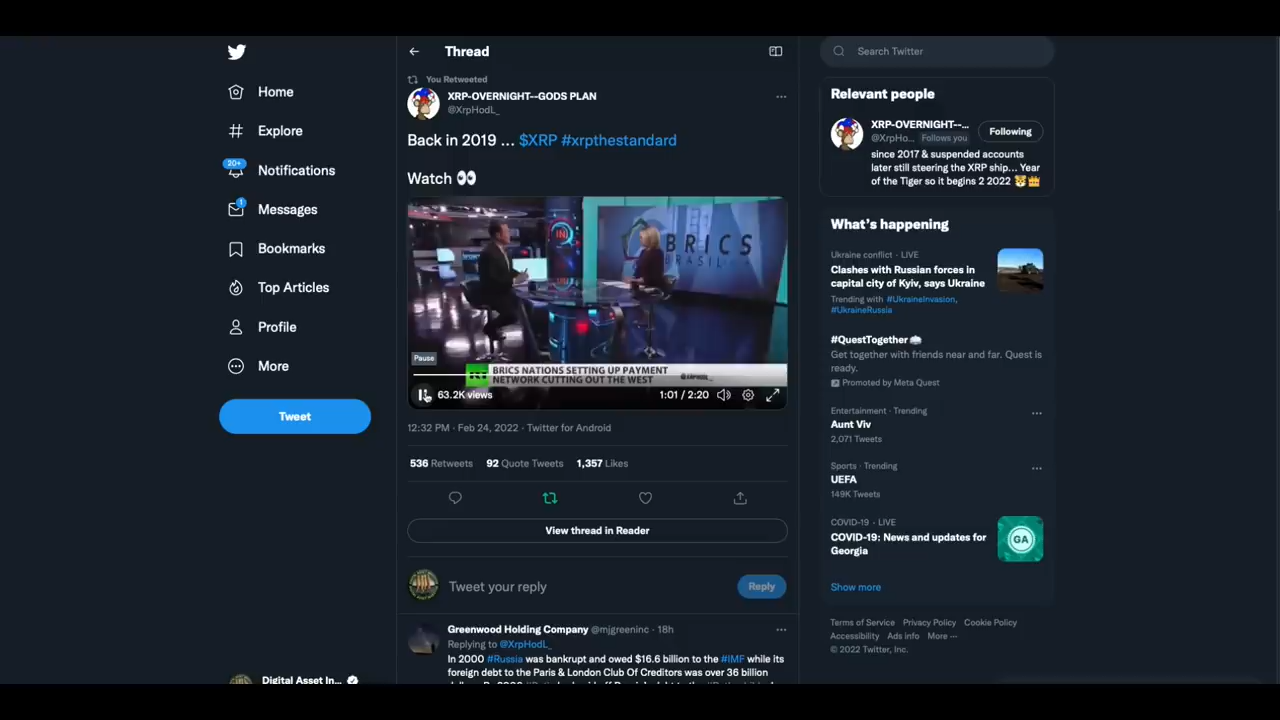 Home
Explore
20+
Notifications
1
Messages
Bookmarks
Top Articles
Profile
More
Tweet
Digital Asset In...
Thread
You Retweeted
XRP-OVERNIGHT--GODS PLAN
@XrpHodL_
Back in 2019 ... $XRP #xrpthestandard
Watch 👀
IN
BRICS
BRASIL
Pause
BRICS NATIONS SETTING UP PAYMENT
NETWORK CUTTING OUT THE WEST
63.2K views
1:01 / 2:20
12:32 PM · Feb 24, 2022 · Twitter for Android
536 Retweets 92 Quote Tweets 1,357 Likes
View thread in Reader
Tweet your reply
Reply
Greenwood Holding Company @mjgreeninc · 18h
Replying to @XrpHodL_
In 2000 #Russia was bankrupt and owed $16.6 billion to the #IMF while its
foreign debt to the Paris & London Club Of Creditors was over 36 billion
Search Twitter
Relevant people
XRP-OVERNIGHT--...
@XrpHo... Follows you
Following
since 2017 & suspended accounts
later still steering the XRP ship... Year
of the Tiger so it begins 2 2022 🐯👑
What's happening
Ukraine conflict · LIVE
Clashes with Russian forces in
capital city of Kyiv, says Ukraine
Trending with #UkraineInvasion,
#UkraineRussia
#QuestTogether
Get together with friends near and far. Quest is
ready.
Promoted by Meta Quest
Entertainment · Trending
Aunt Viv
2,071 Tweets
Sports · Trending
UEFA
149K Tweets
COVID-19 · LIVE
COVID-19: News and updates for
Georgia
GA
Show more
Terms of Service Privacy Policy Cookie Policy
Accessibility Ads info More ...
© 2022 Twitter, Inc.